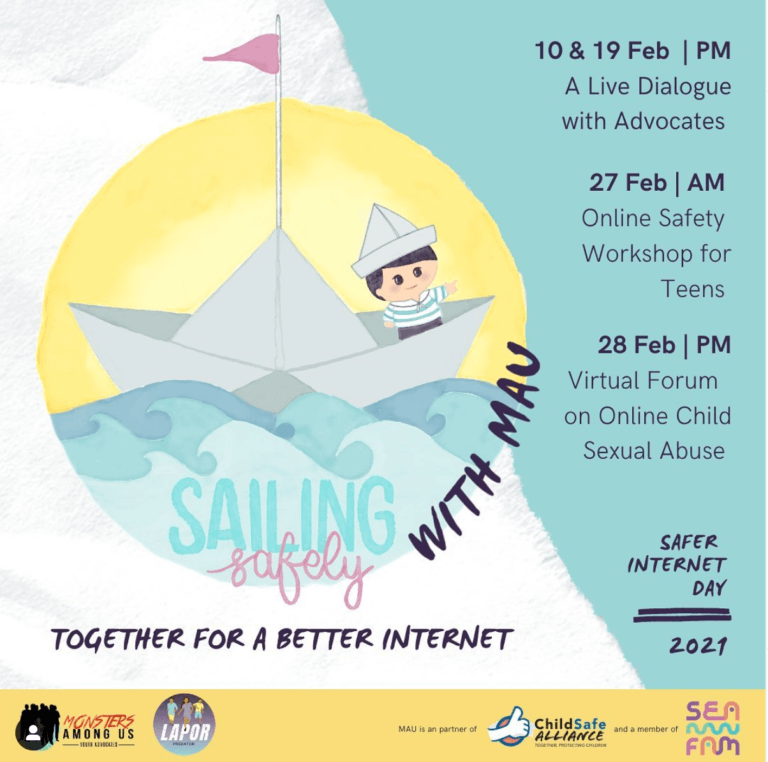 10 & 19 Feb | PM
A Live Dialogue
with Advocates
27 Feb | AM
Online Safety
Workshop for
Teens
28 Feb | PM
Virtual Forum
on Online Child
Sexual Abuse
SAILING
safely
WITH MAU
SAFER
INTERNET
DAY
2021
TOGETHER FOR A BETTER INTERNET
MONSTERS
AMONG US
LAPOR
MAU is an partner of
ChildSafe
ALLIANCE
TOGETHER, PROTECTING CHILDREN
and a member of
SEA
FAM